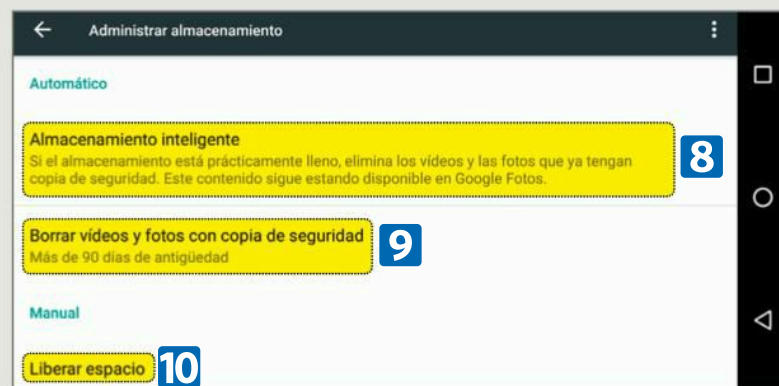 Administrar almacenamiento
Automático
Almacenamiento inteligente
Si el almacenamiento está prácticamente lleno, elimina los vídeos y las fotos que ya tengan
copia de seguridad. Este contenido sigue estando disponible en Google Fotos.
8
Borrar vídeos y fotos con copia de seguridad
Más de 90 días de antigüedad
9
Manual
Liberar espacio
10